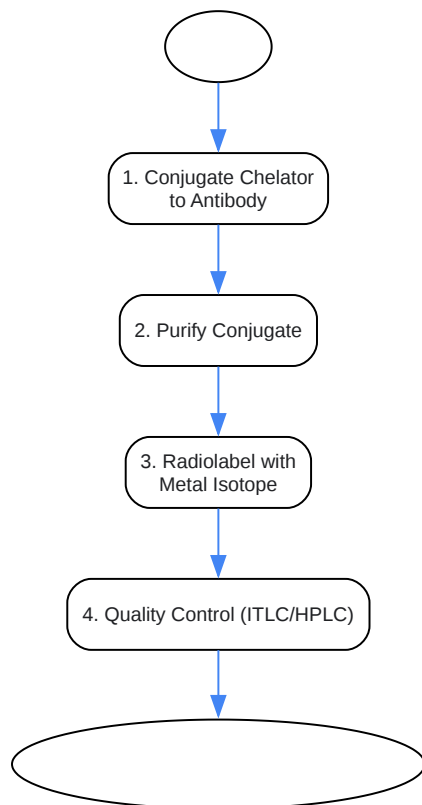 1. Conjugate Chelator
to Antibody
2. Purify Conjugate
3. Radiolabel with
Metal Isotope
4. Quality Control (ITLC/HPLC)